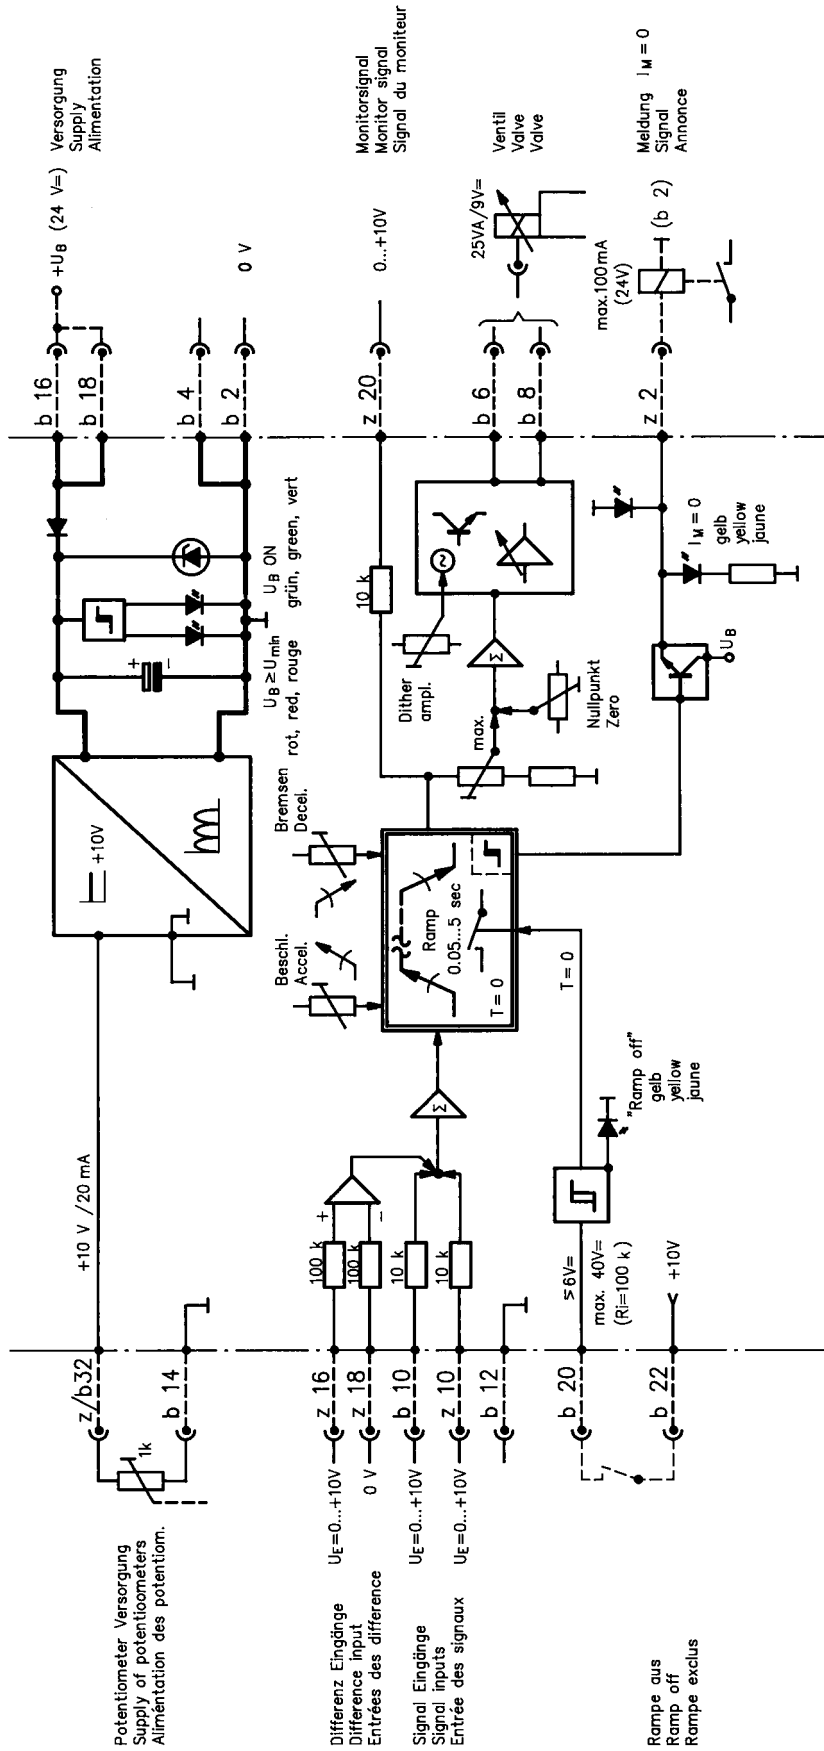 Potentiometer Versorgung
Supply of potentioometers
Aliméntation des potentiom.
1k
z/b32
b 14
+10 V /20 mA
+10V
U_B ≥ U_min
rot, red, rouge
U_B ON
grün, green, vert
+
−
b 16
b 18
b 4
b 2
+U_B (24 V=)
0 V
Versorgung
Supply
Alimentation
Differenz Eingänge
Difference input
Entrées des difference
U_E=0...+10V
0 V
z 16
z 18
100 k
100 k
+
−
Signal Eingänge
Signal inputs
Entrée des signaux
U_E=0...+10V
U_E=0...+10V
b 10
z 10
b 12
10 k
10 k
Σ
Beschl.
Accel.
Bremsen
Decel.
Ramp
0.05...5 sec
T=0
max.
Nullpunkt
Zero
Σ
Dither
ampl.
~
10 k
z 20
0...+10V
Monitorsignal
Monitor signal
Signal du moniteur
b 6
b 8
25VA/9V=
Ventil
Valve
Valve
Rampe aus
Ramp off
Rampe exclus
b 20
b 22
≤6V=
max. 40V=
(Ri=100 k)
+10V
"Ramp off"
gelb
yellow
jaune
T=0
U_B
I_M=0
gelb
yellow
jaune
z 2
max.100mA
(24V)
(b 2)
Meldung I_M=0
Signal
Annonce